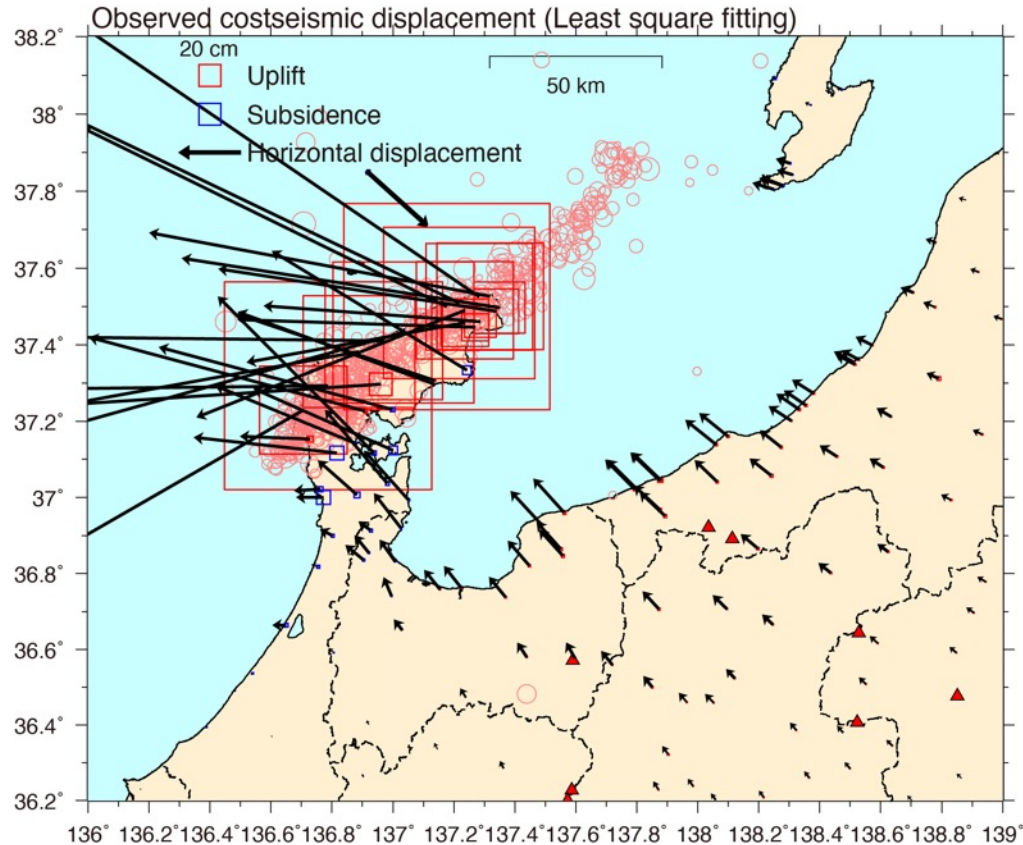 Observed costseismic displacement (Least square fitting)
20 cm
Uplift
Subsidence
Horizontal displacement
50 km
38.2°
38°
37.8°
37.6°
37.4°
37.2°
37°
36.8°
36.6°
36.4°
36.2°
136° 136.2° 136.4° 136.6° 136.8° 137° 137.2° 137.4° 137.6° 137.8° 138° 138.2° 138.4° 138.6° 138.8° 139°